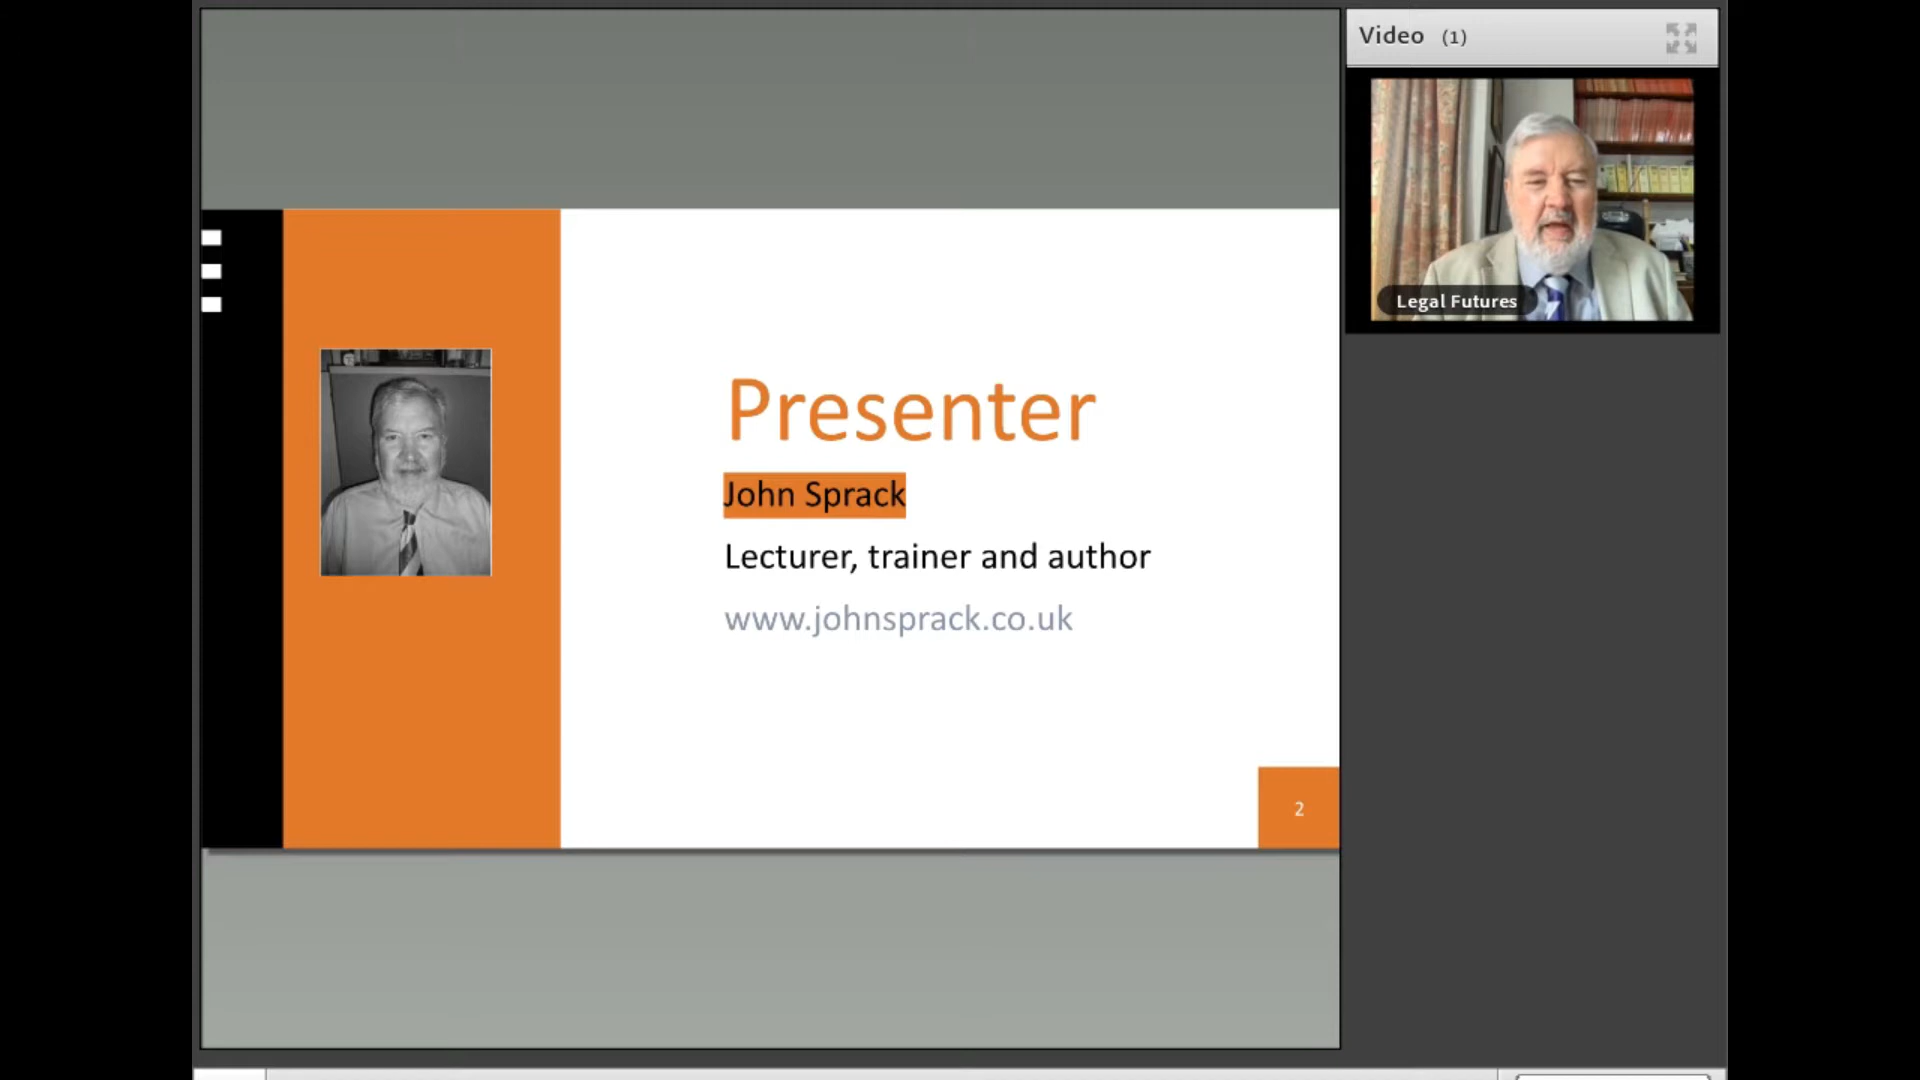 Presenter
John Sprack
Lecturer, trainer and author
www.johnsprack.co.uk
2
Video (1)
Legal Futures